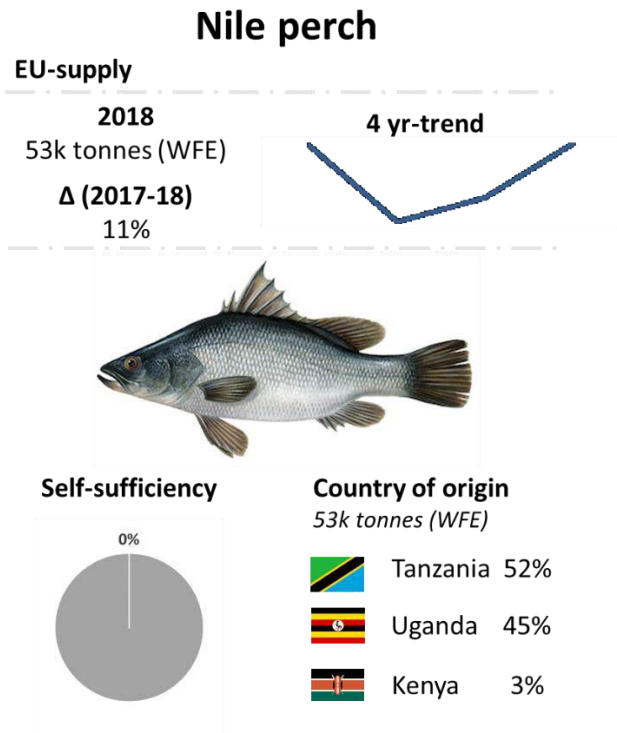 Nile perch
EU-supply
2018
53k tonnes (WFE)
Δ (2017-18)
11%
4 yr-trend
Self-sufficiency
0%
Country of origin
53k tonnes (WFE)
Tanzania 52%
Uganda 45%
Kenya 3%